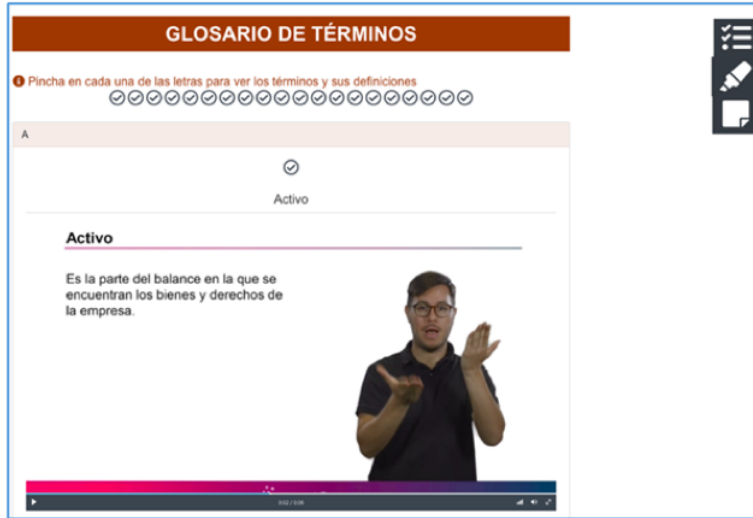 GLOSARIO DE TÉRMINOS
Pincha en cada una de las letras para ver los términos y sus definiciones
A
Activo
Activo
Es la parte del balance en la que se
encuentran los bienes y derechos de
la empresa.